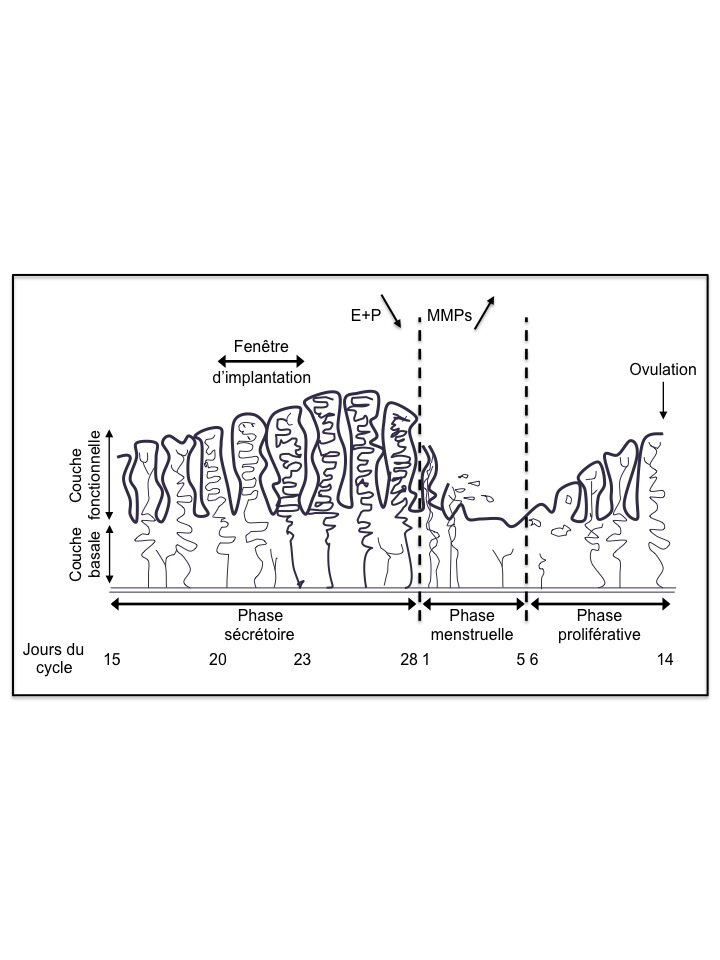 E+P
MMPs
Fenêtre
d'implantation
Ovulation
Couche
fonctionnelle
Couche
basale
Phase
sécrétoire
Phase
menstruelle
Phase
proliférative
Jours du
cycle
15 20 23 28 1 5 6 14